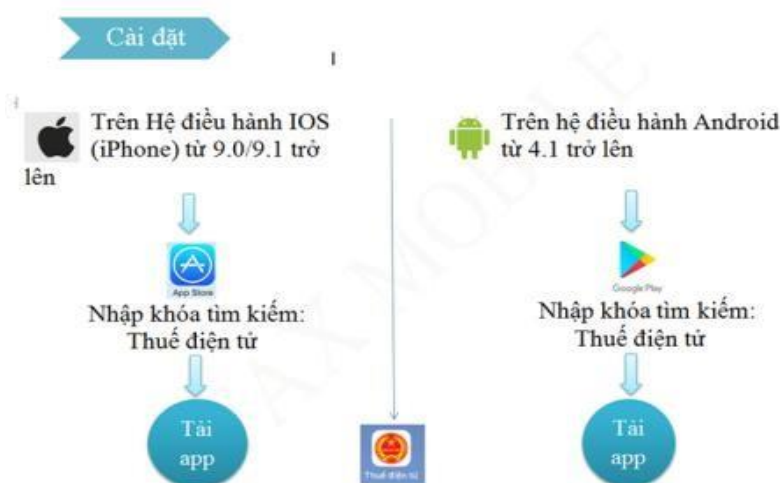 Cài đặt
Trên Hệ điều hành IOS
(iPhone) từ 9.0/9.1 trở
lên
App Store
Nhập khóa tìm kiếm:
Thuế điện tử
Tải
app
Trên hệ điều hành Android
từ 4.1 trở lên
Google Play
Nhập khóa tìm kiếm:
Thuế điện tử
Tải
app
Thuế điện tử
TAX MOBILE